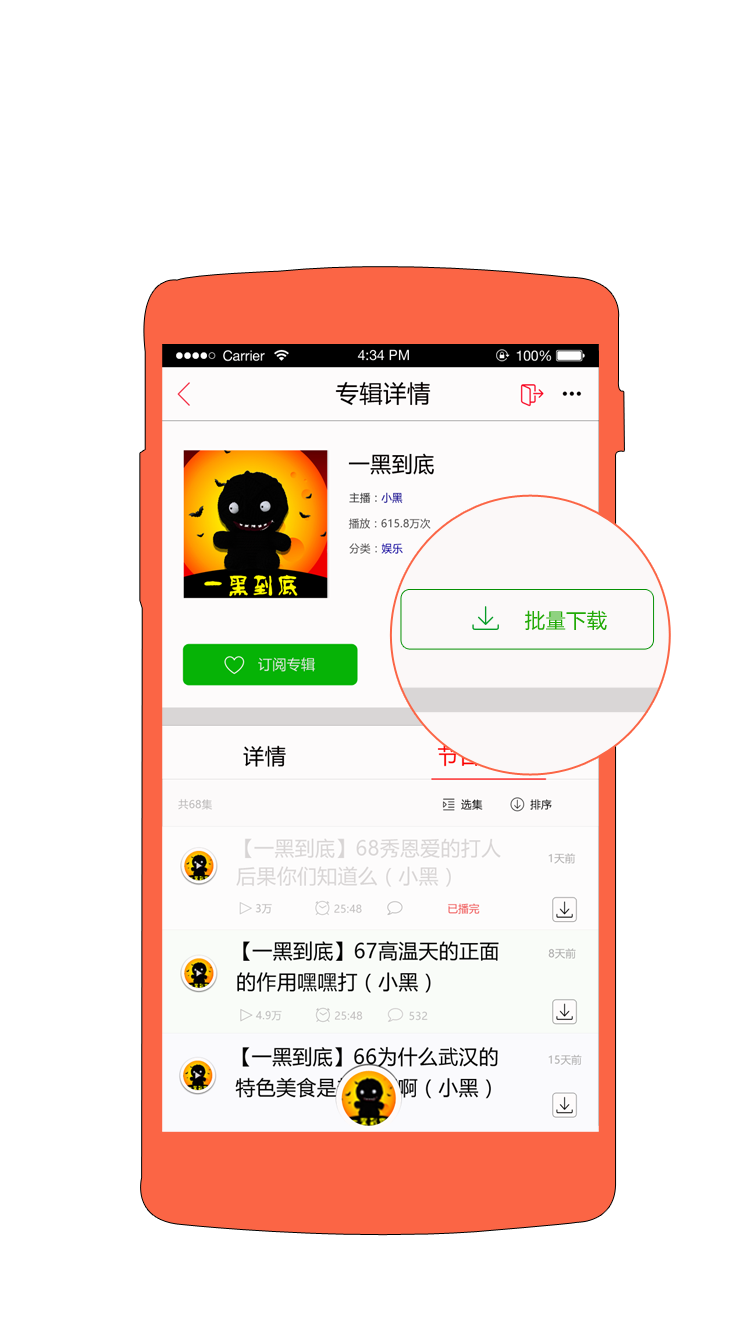 Carrier 4:34 PM 100%
专辑详情
一黑到底
主播：小黑
播放：615.8万次
分类：娱乐
一黑到底
批量下载
订阅专辑
详情
共68集 选集 排序
【一黑到底】68秀恩爱的打人
后果你们知道么（小黑）
1天前
3万 25:48 已播完
【一黑到底】67高温天的正面
的作用嘿嘿打（小黑）
8天前
4.9万 25:48 532
【一黑到底】66为什么武汉的
特色美食是 啊（小黑）
15天前